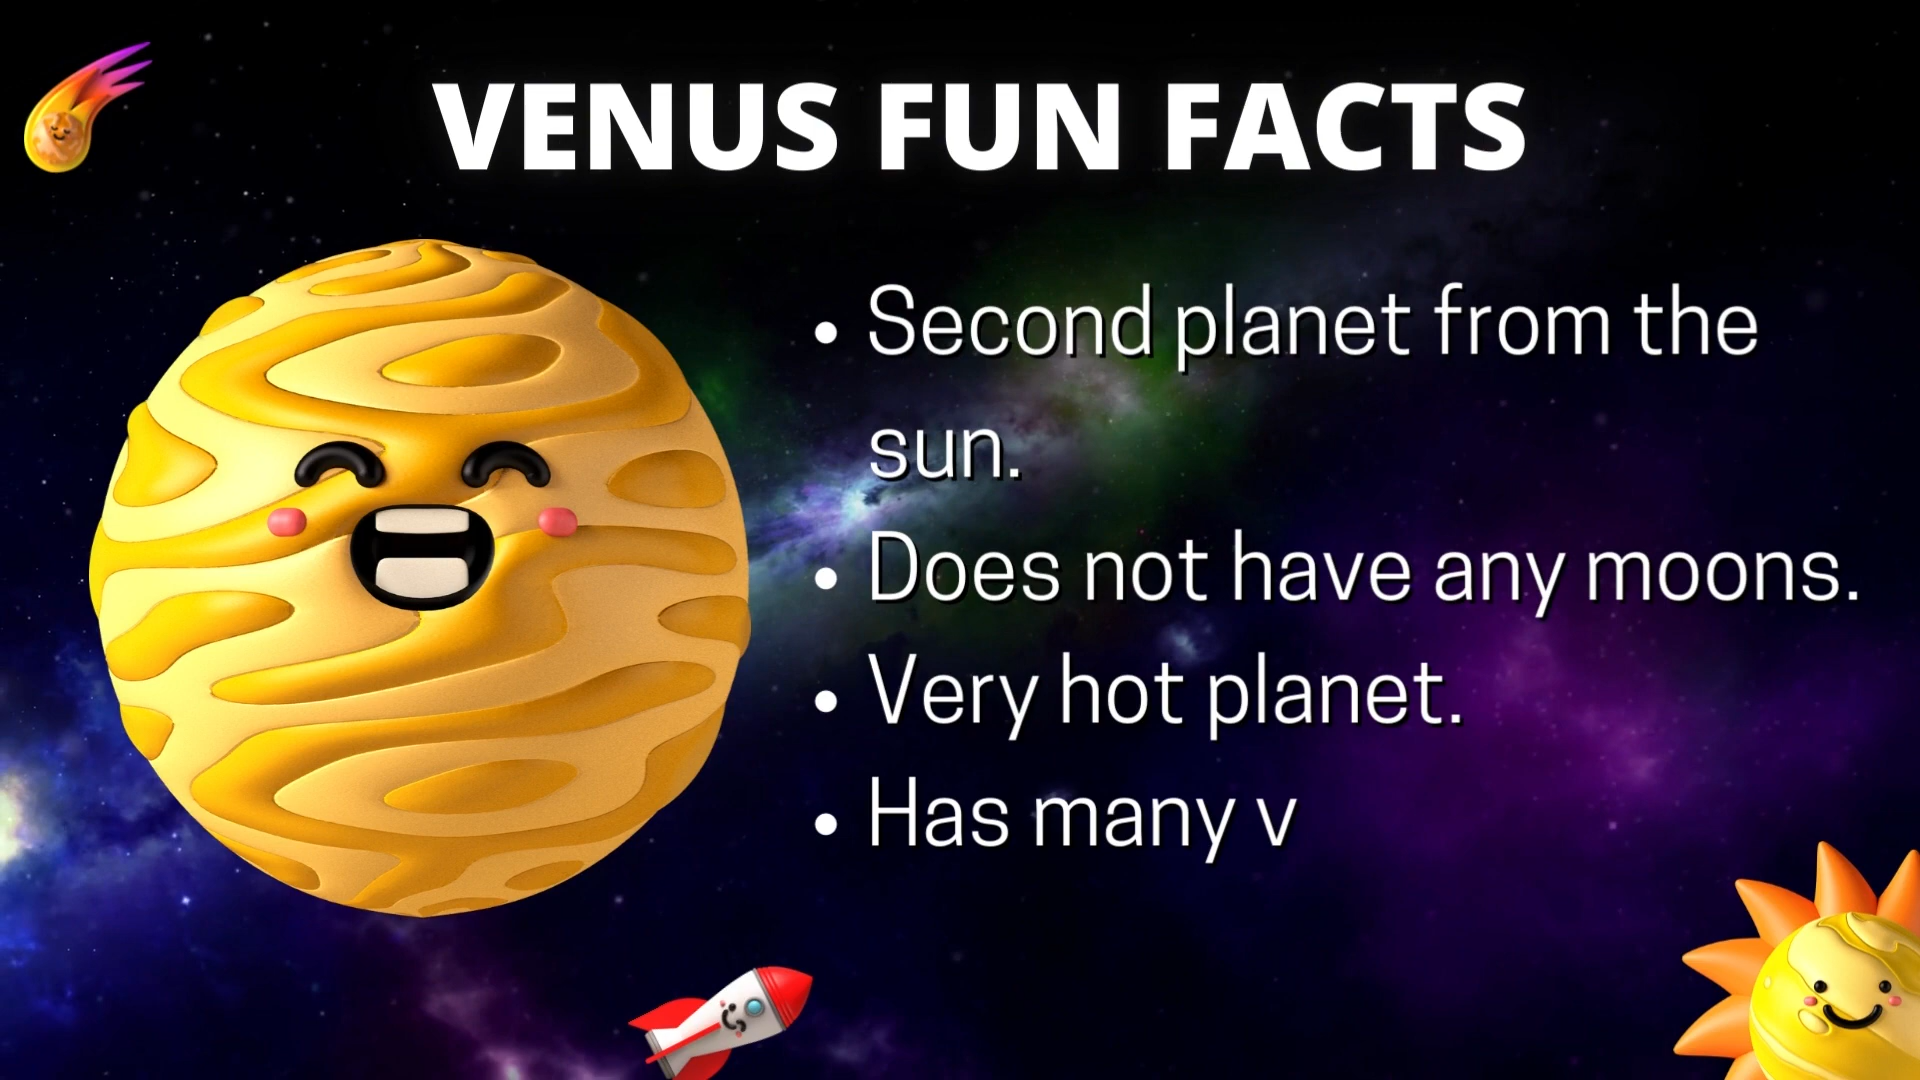 VENUS FUN FACTS
• Second planet from the
sun.
• Does not have any moons.
• Very hot planet.
• Has many v